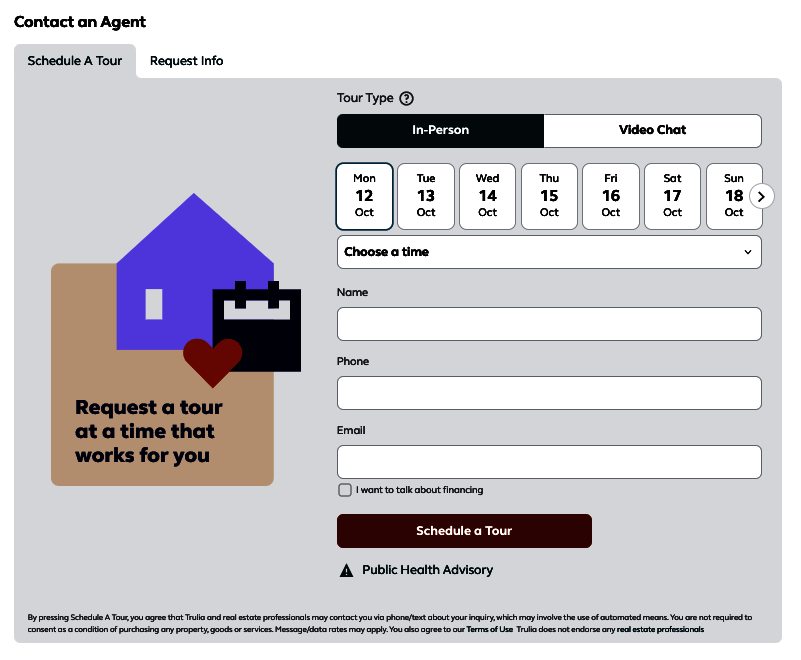 Contact an Agent
Schedule A Tour
Request Info
Tour Type ?
In-Person
Video Chat
Mon
12
Oct
Tue
13
Oct
Wed
14
Oct
Thu
15
Oct
Fri
16
Oct
Sat
17
Oct
Sun
18
Oct
Choose a time
Name
Phone
Email
I want to talk about financing
Schedule a Tour
Public Health Advisory
Request a tour
at a time that
works for you
By pressing Schedule A Tour, you agree that Trulia and real estate professionals may contact you via phone/text about your inquiry, which may involve the use of automated means. You are not required to
consent as a condition of purchasing any property, goods or services. Message/data rates may apply. You also agree to our Terms of Use Trulia does not endorse any real estate professionals